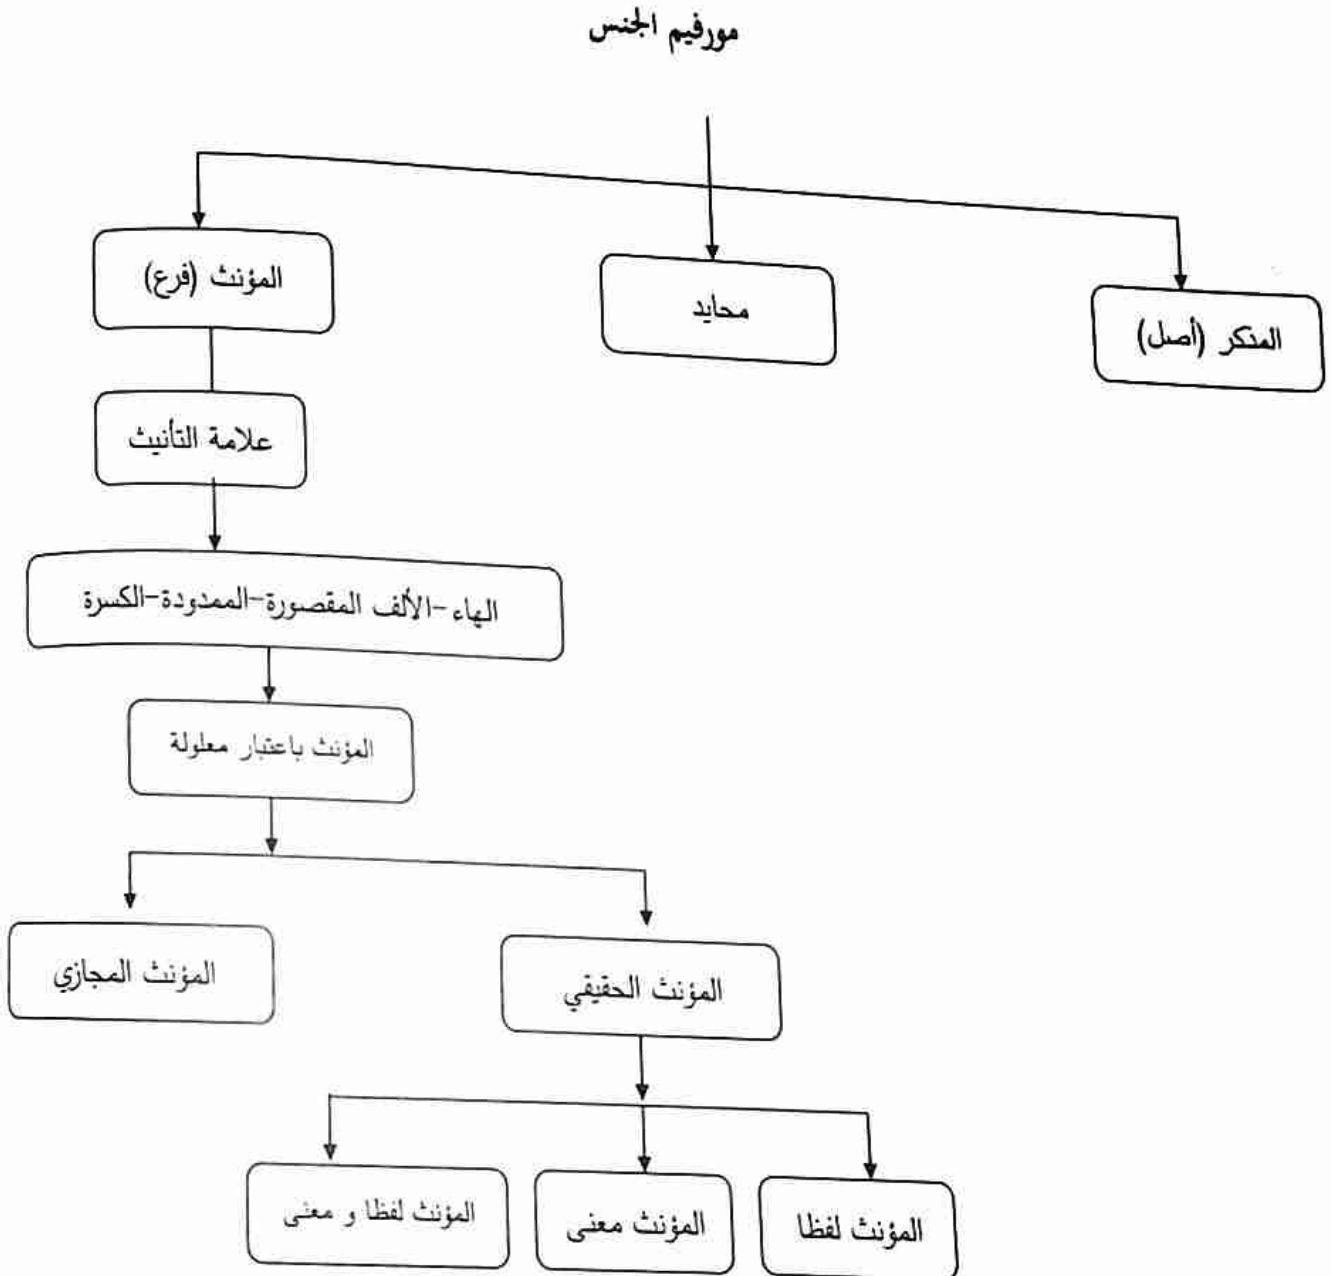 مورفيم الجنس
المذكر (أصل)
محايد
المؤنث (فرع)
علامة التأنيث
الهاء-الألف المقصورة-الممدودة-الكسرة
المؤنث باعتبار معلولة
المؤنث الحقيقي
المؤنث المجازي
المؤنث لفظا
المؤنث معنى
المؤنث لفظا و معنى